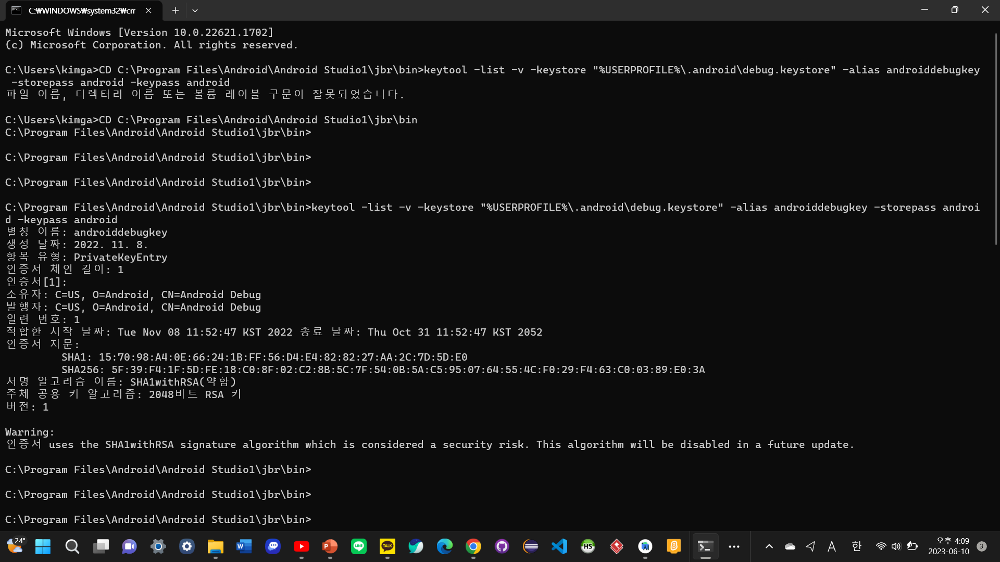 C:₩WINDOWS₩system32₩cm
Microsoft Windows [Version 10.0.22621.1702]
(c) Microsoft Corporation. All rights reserved.
C:\Users\kimga>CD C:\Program Files\Android\Android Studio1\jbr\bin>keytool -list -v -keystore "%USERPROFILE%\.android\debug.keystore" -alias androiddebugkey
-storepass android -keypass android
파일 이름, 디렉터리 이름 또는 볼륨 레이블 구문이 잘못되었습니다.
C:\Users\kimga>CD C:\Program Files\Android\Android Studio1\jbr\bin
C:\Program Files\Android\Android Studio1\jbr\bin>
C:\Program Files\Android\Android Studio1\jbr\bin>
C:\Program Files\Android\Android Studio1\jbr\bin>
C:\Program Files\Android\Android Studio1\jbr\bin>keytool -list -v -keystore "%USERPROFILE%\.android\debug.keystore" -alias androiddebugkey -storepass androi
d -keypass android
별칭 이름: androiddebugkey
생성 날짜: 2022. 11. 8.
항목 유형: PrivateKeyEntry
인증서 체인 길이: 1
인증서[1]:
소유자: C=US, O=Android, CN=Android Debug
발행자: C=US, O=Android, CN=Android Debug
일련 번호: 1
적합한 시작 날짜: Tue Nov 08 11:52:47 KST 2022 종료 날짜: Thu Oct 31 11:52:47 KST 2052
인증서 지문:
SHA1: 15:70:98:A4:0E:66:24:1B:FF:56:D4:E4:82:82:27:AA:2C:7D:5D:E0
SHA256: 5F:39:F4:1F:5D:FE:18:C0:8F:02:C2:8B:5C:7F:54:0B:5A:C5:95:07:64:55:4C:F0:29:F4:63:C0:03:89:E0:3A
서명 알고리즘 이름: SHA1withRSA(약함)
주체 공용 키 알고리즘: 2048비트 RSA 키
버전: 1
Warning:
인증서 uses the SHA1withRSA signature algorithm which is considered a security risk. This algorithm will be disabled in a future update.
C:\Program Files\Android\Android Studio1\jbr\bin>
C:\Program Files\Android\Android Studio1\jbr\bin>
C:\Program Files\Android\Android Studio1\jbr\bin>
24°
W
P
LINE
TALK
HS
AI
S
A
한
오후 4:09
2023-06-10
3